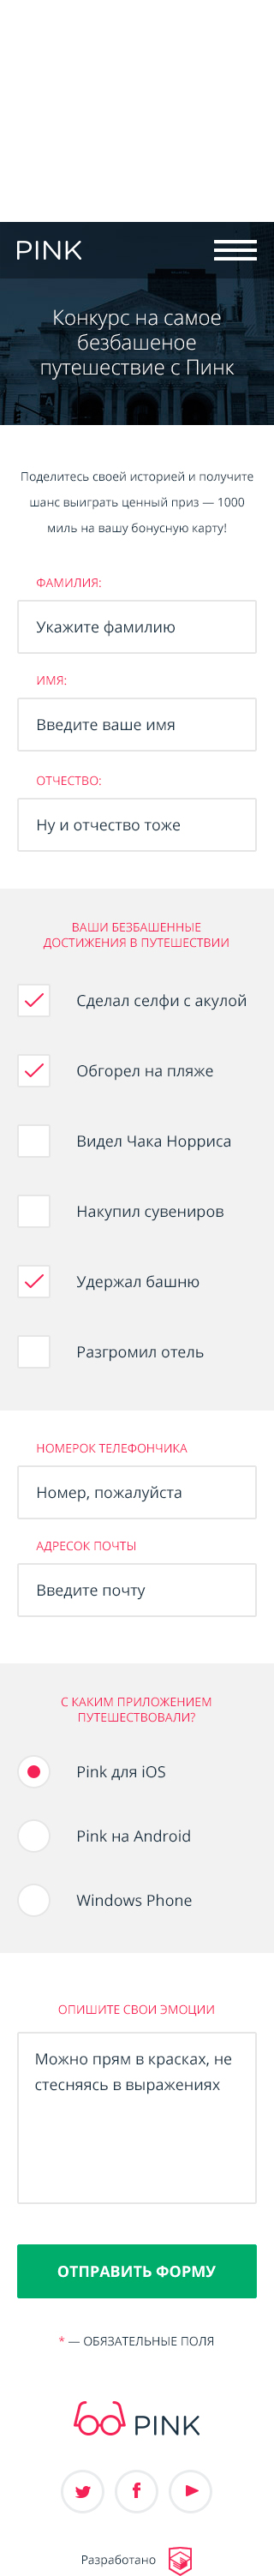 PINK
Конкурс на самое
безбашеное
путешествие с Пинк
Поделитесь своей историей и получите
шанс выиграть ценный приз — 1000
миль на вашу бонусную карту!
ФАМИЛИЯ:
Укажите фамилию
ИМЯ:
Введите ваше имя
ОТЧЕСТВО:
Ну и отчество тоже
ВАШИ БЕЗБАШЕННЫЕ
ДОСТИЖЕНИЯ В ПУТЕШЕСТВИИ
Сделал селфи с акулой
Обгорел на пляже
Видел Чака Норриса
Накупил сувениров
Удержал башню
Разгромил отель
НОМЕРОК ТЕЛЕФОНЧИКА
Номер, пожалуйста
АДРЕСОК ПОЧТЫ
Введите почту
С КАКИМ ПРИЛОЖЕНИЕМ
ПУТЕШЕСТВОВАЛИ?
Pink для iOS
Pink на Android
Windows Phone
ОПИШИТЕ СВОИ ЭМОЦИИ
Можно прям в красках, не
стесняясь в выражениях
ОТПРАВИТЬ ФОРМУ
* — ОБЯЗАТЕЛЬНЫЕ ПОЛЯ
PINK
Разработано